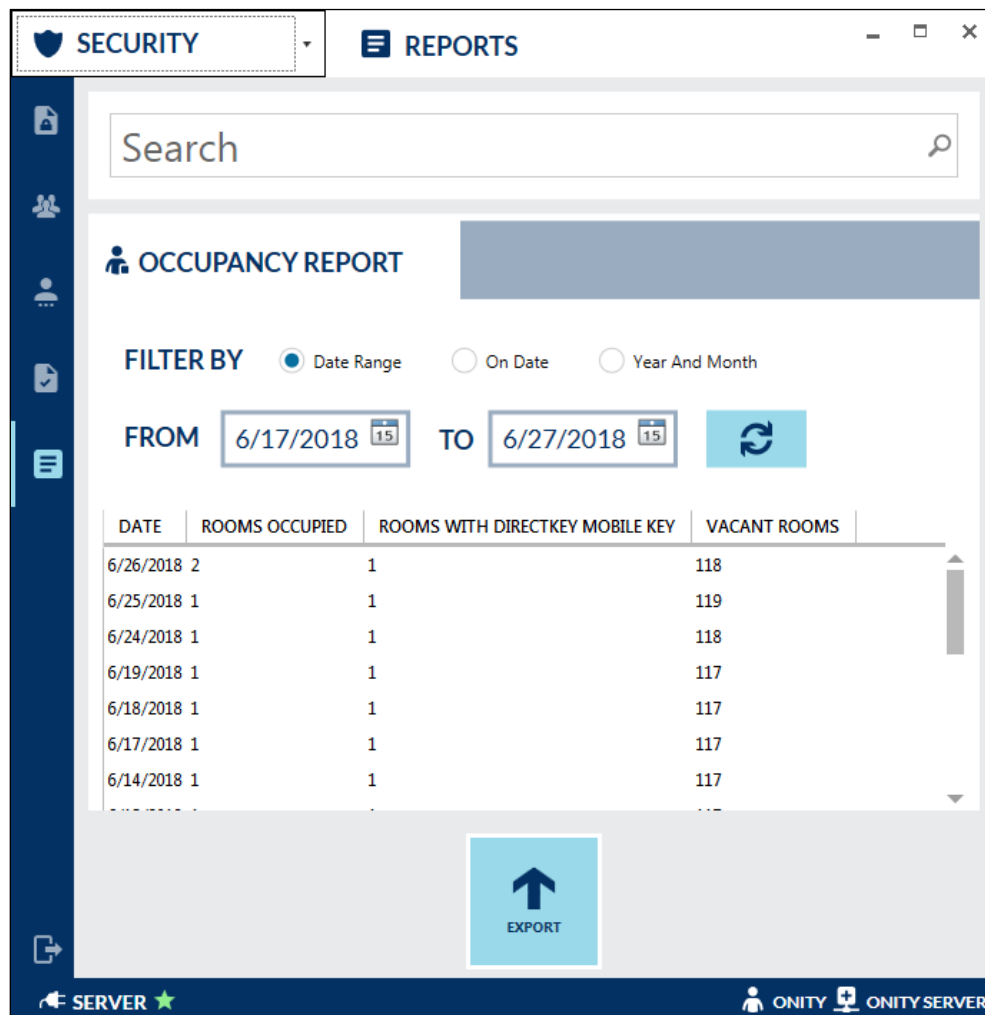 SECURITY REPORTS
Search
OCCUPANCY REPORT
FILTER BY Date Range On Date Year And Month
FROM 6/17/2018 15 TO 6/27/2018 15
DATE ROOMS OCCUPIED ROOMS WITH DIRECTKEY MOBILE KEY VACANT ROOMS
6/26/2018 2 1 118
6/25/2018 1 1 119
6/24/2018 1 1 118
6/19/2018 1 1 117
6/18/2018 1 1 117
6/17/2018 1 1 117
6/14/2018 1 1 117
EXPORT
SERVER ONITY ONITY SERVER